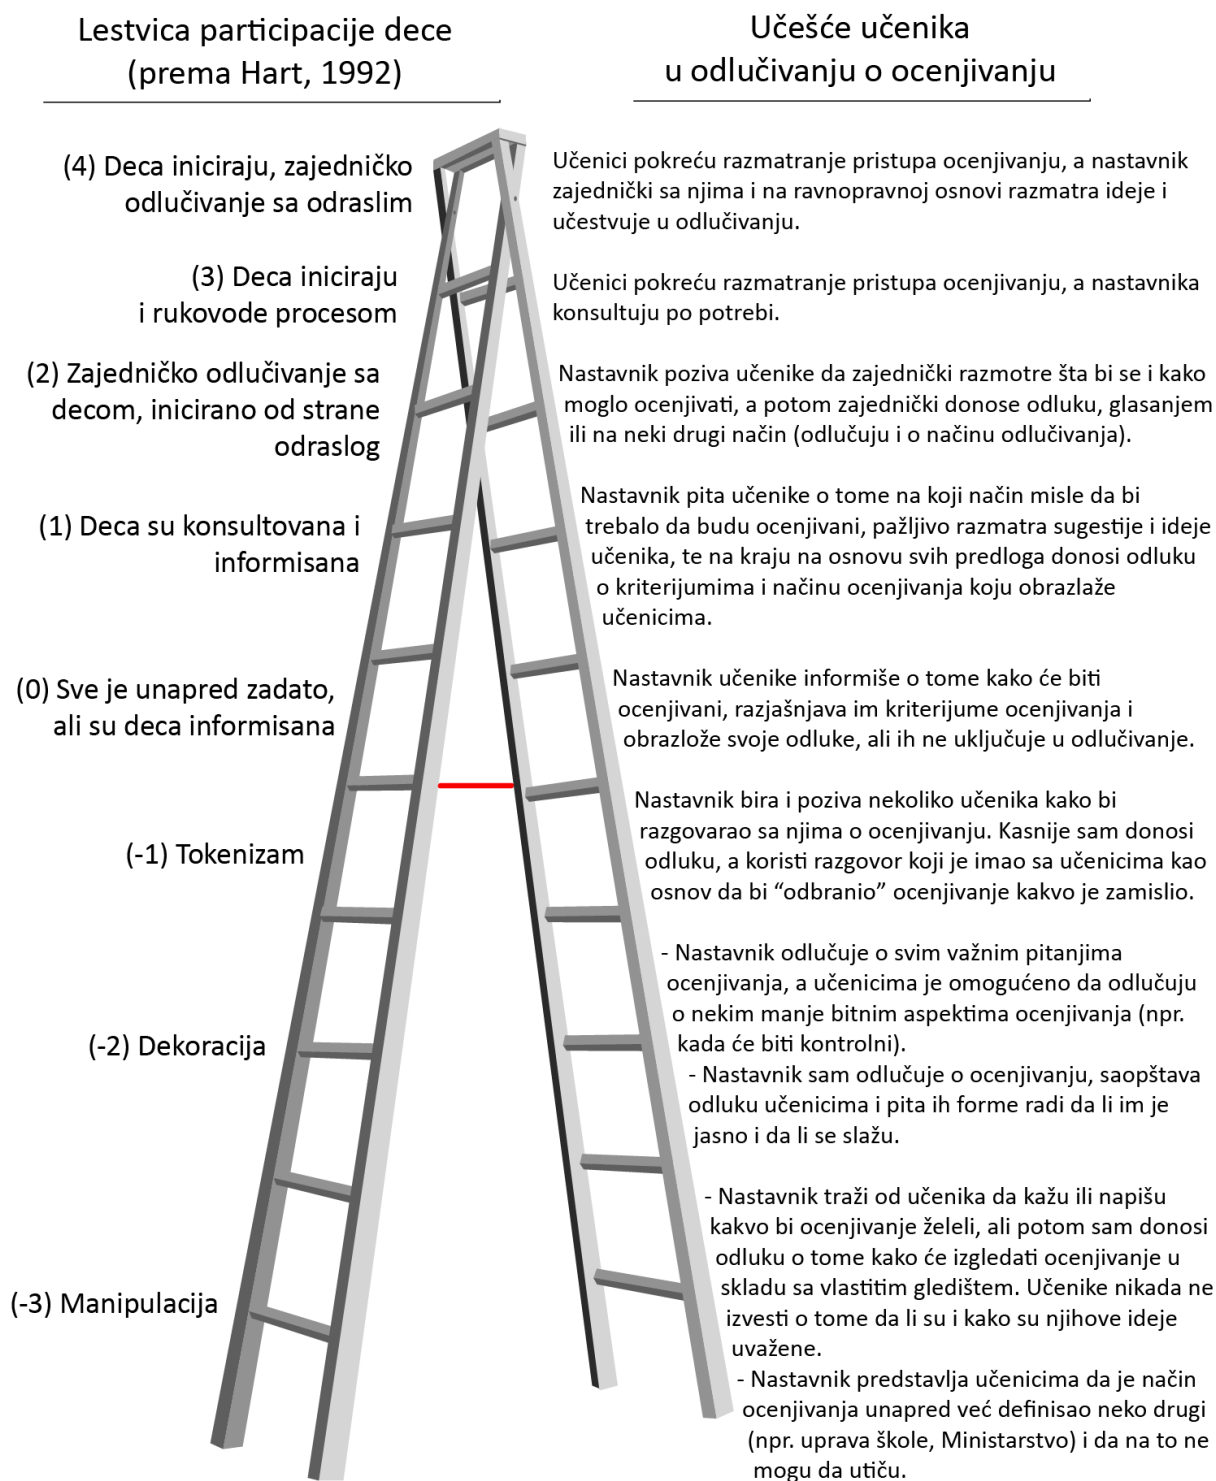 Lestvica participacije dece
(prema Hart, 1992)
Učešće učenika
u odlučivanju o ocenjivanju
(4) Deca iniciraju, zajedničko
odlučivanje sa odraslim
Učenici pokreću razmatranje pristupa ocenjivanju, a nastavnik
zajednički sa njima i na ravnopravnoj osnovi razmatra ideje i
učestvuje u odlučivanju.
(3) Deca iniciraju
i rukovode procesom
Učenici pokreću razmatranje pristupa ocenjivanju, a nastavnika
konsultuju po potrebi.
(2) Zajedničko odlučivanje sa
decom, inicirano od strane
odraslog
Nastavnik poziva učenike da zajednički razmotre šta bi se i kako
moglo ocenjivati, a potom zajednički donose odluku, glasanjem
ili na neki drugi način (odlučuju i o načinu odlučivanja).
(1) Deca su konsultovana i
informisana
Nastavnik pita učenike o tome na koji način misle da bi
trebalo da budu ocenjivani, pažljivo razmatra sugestije i ideje
učenika, te na kraju na osnovu svih predloga donosi odluku
o kriterijumima i načinu ocenjivanja koju obrazlaže
učenicima.
(0) Sve je unapred zadato,
ali su deca informisana
Nastavnik učenike informiše o tome kako će biti
ocenjivani, razjašnjava im kriterijume ocenjivanja i
obrazlože svoje odluke, ali ih ne uključuje u odlučivanje.
(-1) Tokenizam
Nastavnik bira i poziva nekoliko učenika kako bi
razgovarao sa njima o ocenjivanju. Kasnije sam donosi
odluku, a koristi razgovor koji je imao sa učenicima kao
osnov da bi “odbranio” ocenjivanje kakvo je zamislio.
(-2) Dekoracija
- Nastavnik odlučuje o svim važnim pitanjima
ocenjivanja, a učenicima je omogućeno da odlučuju
o nekim manje bitnim aspektima ocenjivanja (npr.
kada će biti kontrolni).
- Nastavnik sam odlučuje o ocenjivanju, saopštava
odluku učenicima i pita ih forme radi da li im je
jasno i da li se slažu.
(-3) Manipulacija
- Nastavnik traži od učenika da kažu ili napišu
kakvo bi ocenjivanje želeli, ali potom sam donosi
odluku o tome kako će izgledati ocenjivanje u
skladu sa vlastitim gledištem. Učenike nikada ne
izvesti o tome da li su i kako su njihove ideje
uvažene.
- Nastavnik predstavlja učenicima da je način
ocenjivanja unapred već definisao neko drugi
(npr. uprava škole, Ministarstvo) i da na to ne
mogu da utiču.